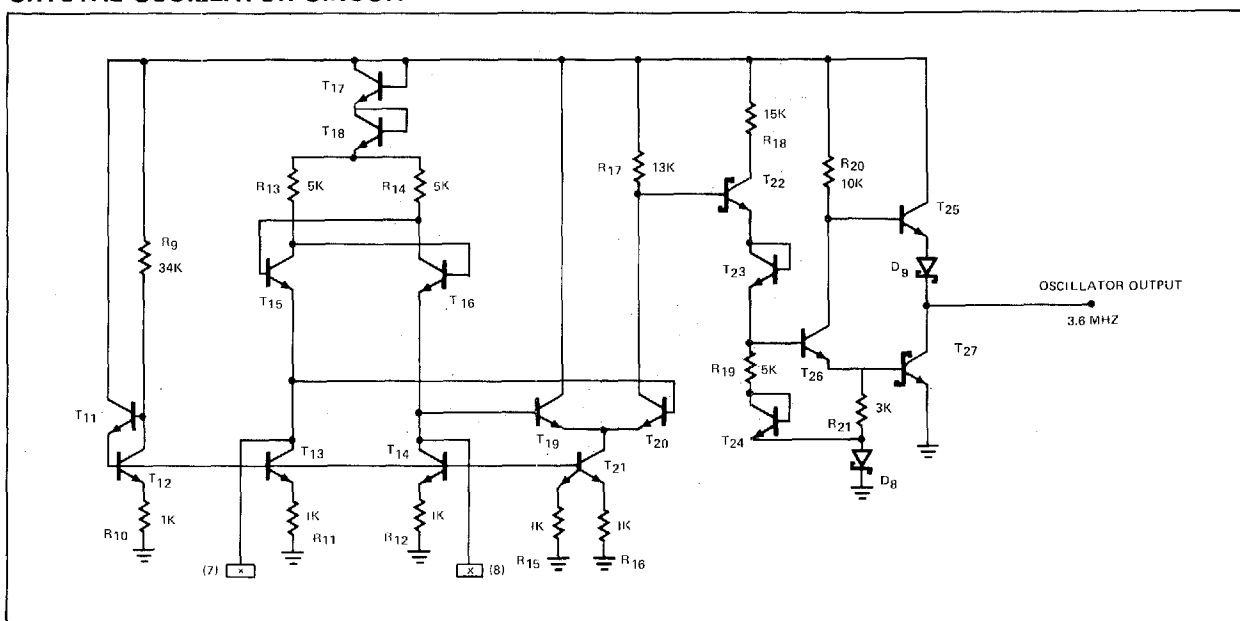 T17
T18
R13 5K
R14 5K
R9
34K
T15
T16
T11
T12
R10 1K
T13
1K
R11
T14
1K
R12
(7) x
x (8)
T19
T20
T21
1K
R15
1K
R16
R17 13K
15K
R18
T22
T23
R19 5K
T24
R20
10K
T26
3K
R21
D8
T25
D9
T27
OSCILLATOR OUTPUT
3.6 MHZ